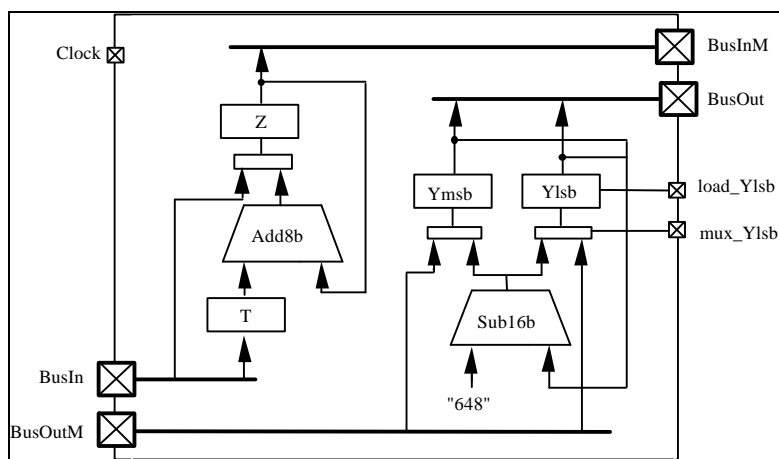 BusInM
Clock
BusOut
Z
Ymsb
Ylsb
load_Ylsb
mux_Ylsb
Add8b
T
Sub16b
BusIn
"648"
BusOutM